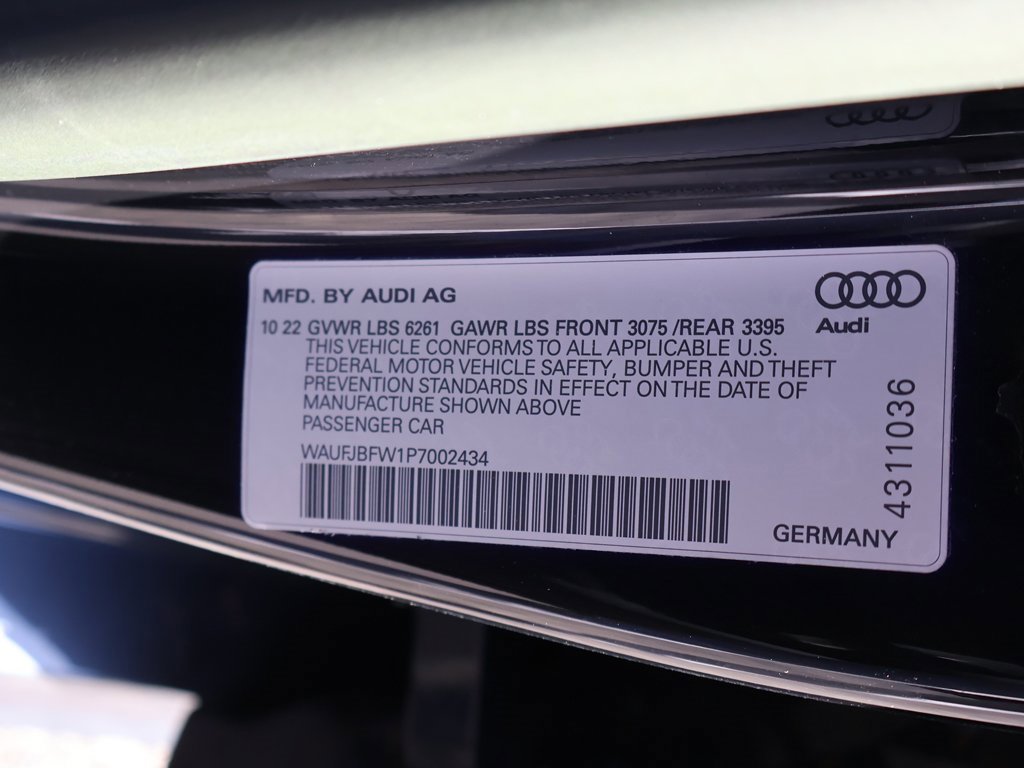 MFD. BY AUDI AG
10 22 GVWR LBS 6261 GAWR LBS FRONT 3075 /REAR 3395
THIS VEHICLE CONFORMS TO ALL APPLICABLE U.S.
FEDERAL MOTOR VEHICLE SAFETY, BUMPER AND THEFT
PREVENTION STANDARDS IN EFFECT ON THE DATE OF
MANUFACTURE SHOWN ABOVE
PASSENGER CAR
WAUFJBFW1P7002434
Audi
4311036
GERMANY